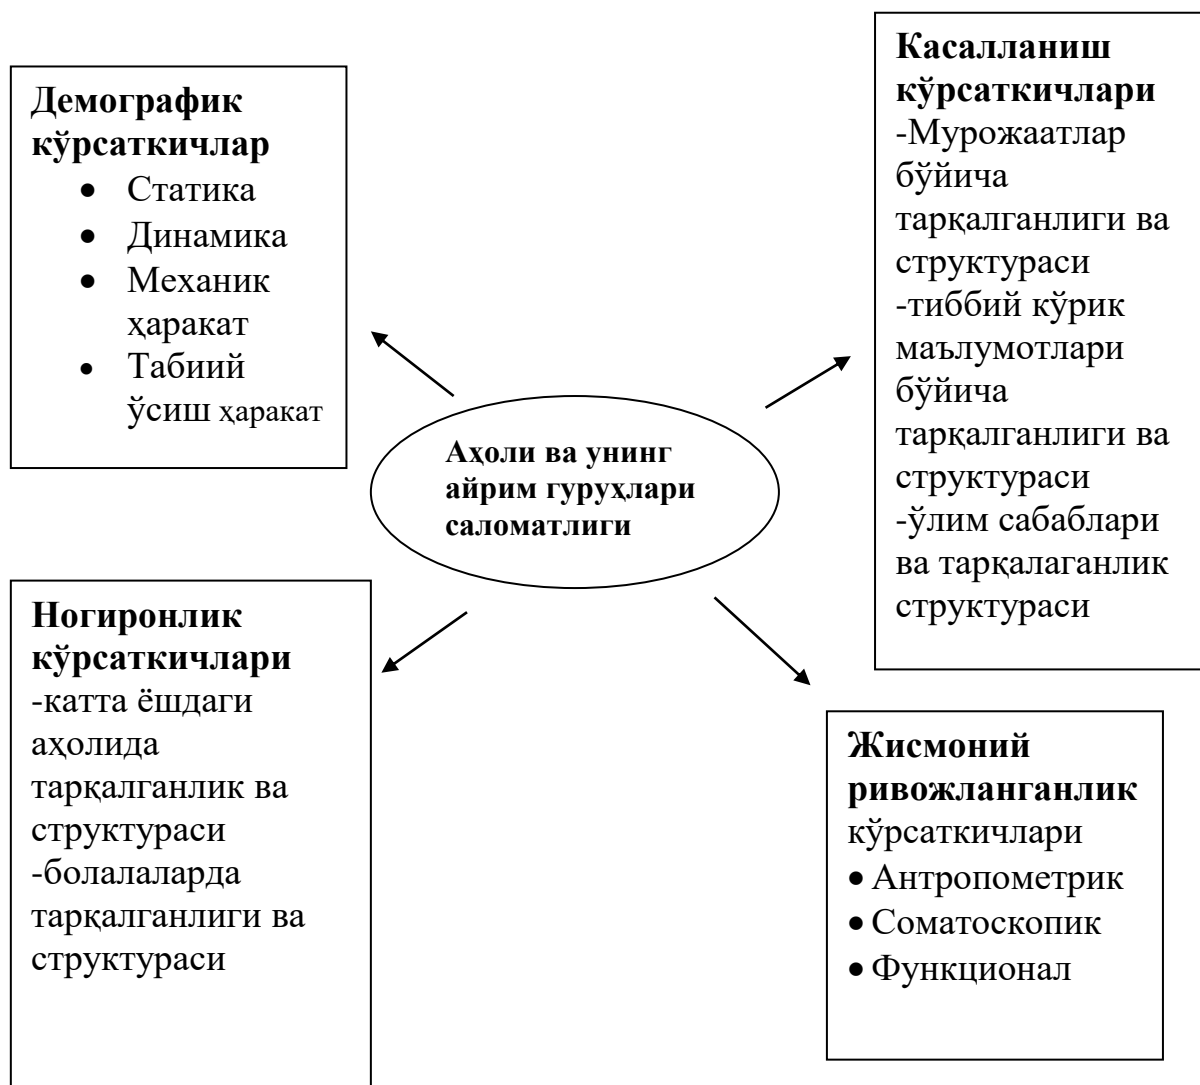 Демографик
кўрсаткичлар
• Статика
• Динамика
• Механик
ҳаракат
• Табиий
ўсиш ҳаракат
Касалланиш
кўрсаткичлари
-Мурожаатлар
бўйича
тарқалганлиги ва
структураси
-тиббий кўрик
маълумотлари
бўйича
тарқалганлиги ва
структураси
-ўлим сабаблари
ва тарқалаганлик
структураси
Аҳоли ва унинг
айрим гуруҳлари
саломатлиги
Ногиронлик
кўрсаткичлари
-катта ёшдаги
аҳолида
тарқалганлик ва
структураси
-болалаларда
тарқалганлиги ва
структураси
Жисмоний
ривожланганлик
кўрсаткичлари
• Антропометрик
• Соматоскопик
• Функционал